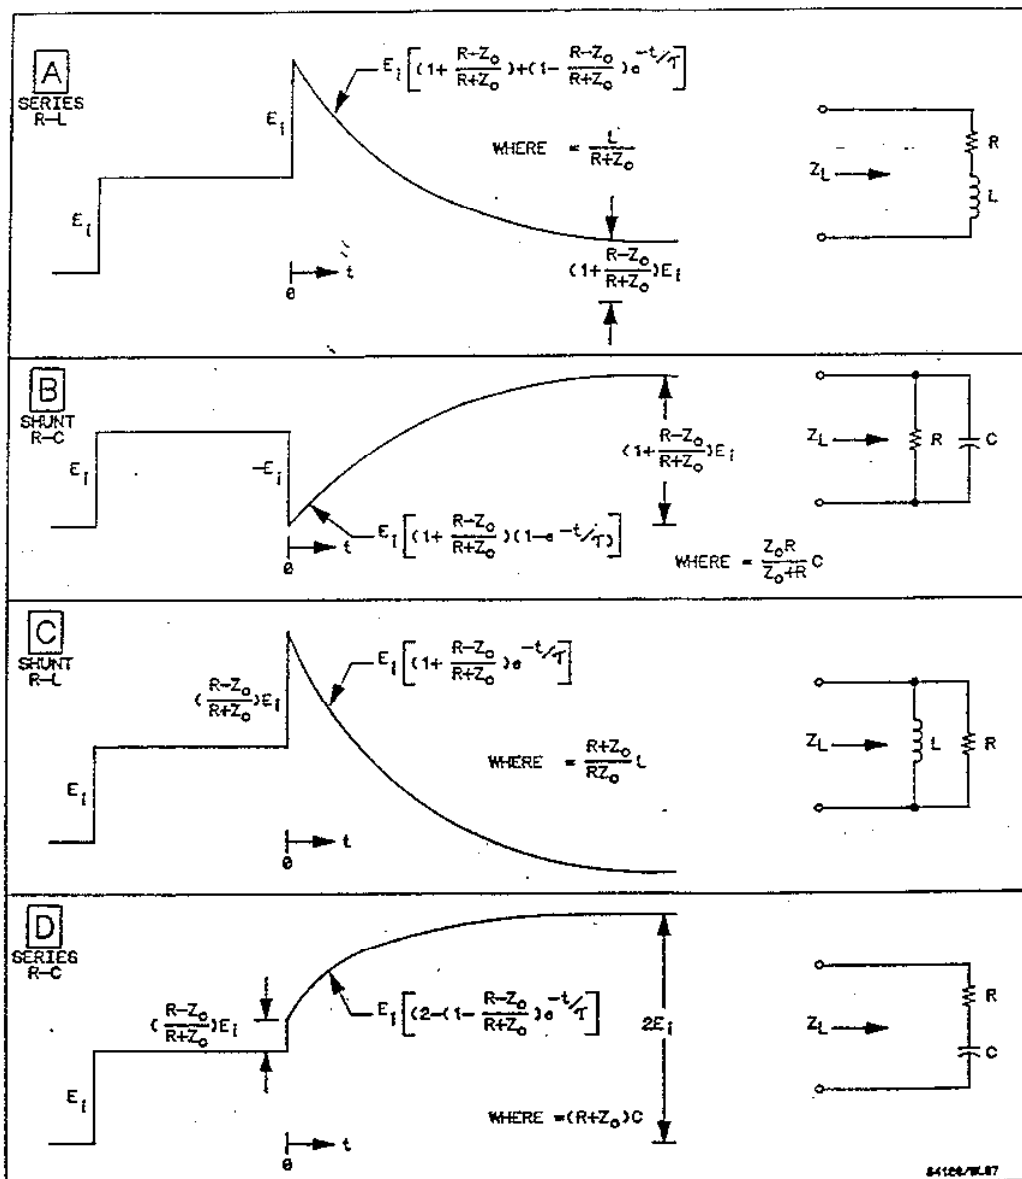 A
SERIES
R-L
E_i
E_i
E_i[(1+(R-Z_o)/(R+Z_o))+(1-(R-Z_o)/(R+Z_o))e^-t/τ]
WHERE = L/(R+Z_o)
(1+(R-Z_o)/(R+Z_o))E_i
0
t
Z_L
R
L
B
SHUNT
R-C
E_i
-E_i
(1+(R-Z_o)/(R+Z_o))E_i
E_i[(1+(R-Z_o)/(R+Z_o))(1-e^-t/τ)]
WHERE = (Z_oR)/(Z_o+R) C
0
t
Z_L
R
C
C
SHUNT
R-L
E_i
((R-Z_o)/(R+Z_o))E_i
E_i[(1+(R-Z_o)/(R+Z_o))e^-t/τ]
WHERE = (R+Z_o)/(RZ_o) L
0
t
Z_L
L
R
D
SERIES
R-C
E_i
((R-Z_o)/(R+Z_o))E_i
E_i[(2-(1-(R-Z_o)/(R+Z_o))e^-t/τ]
2E_i
WHERE =(R+Z_o)C
0
t
Z_L
R
C